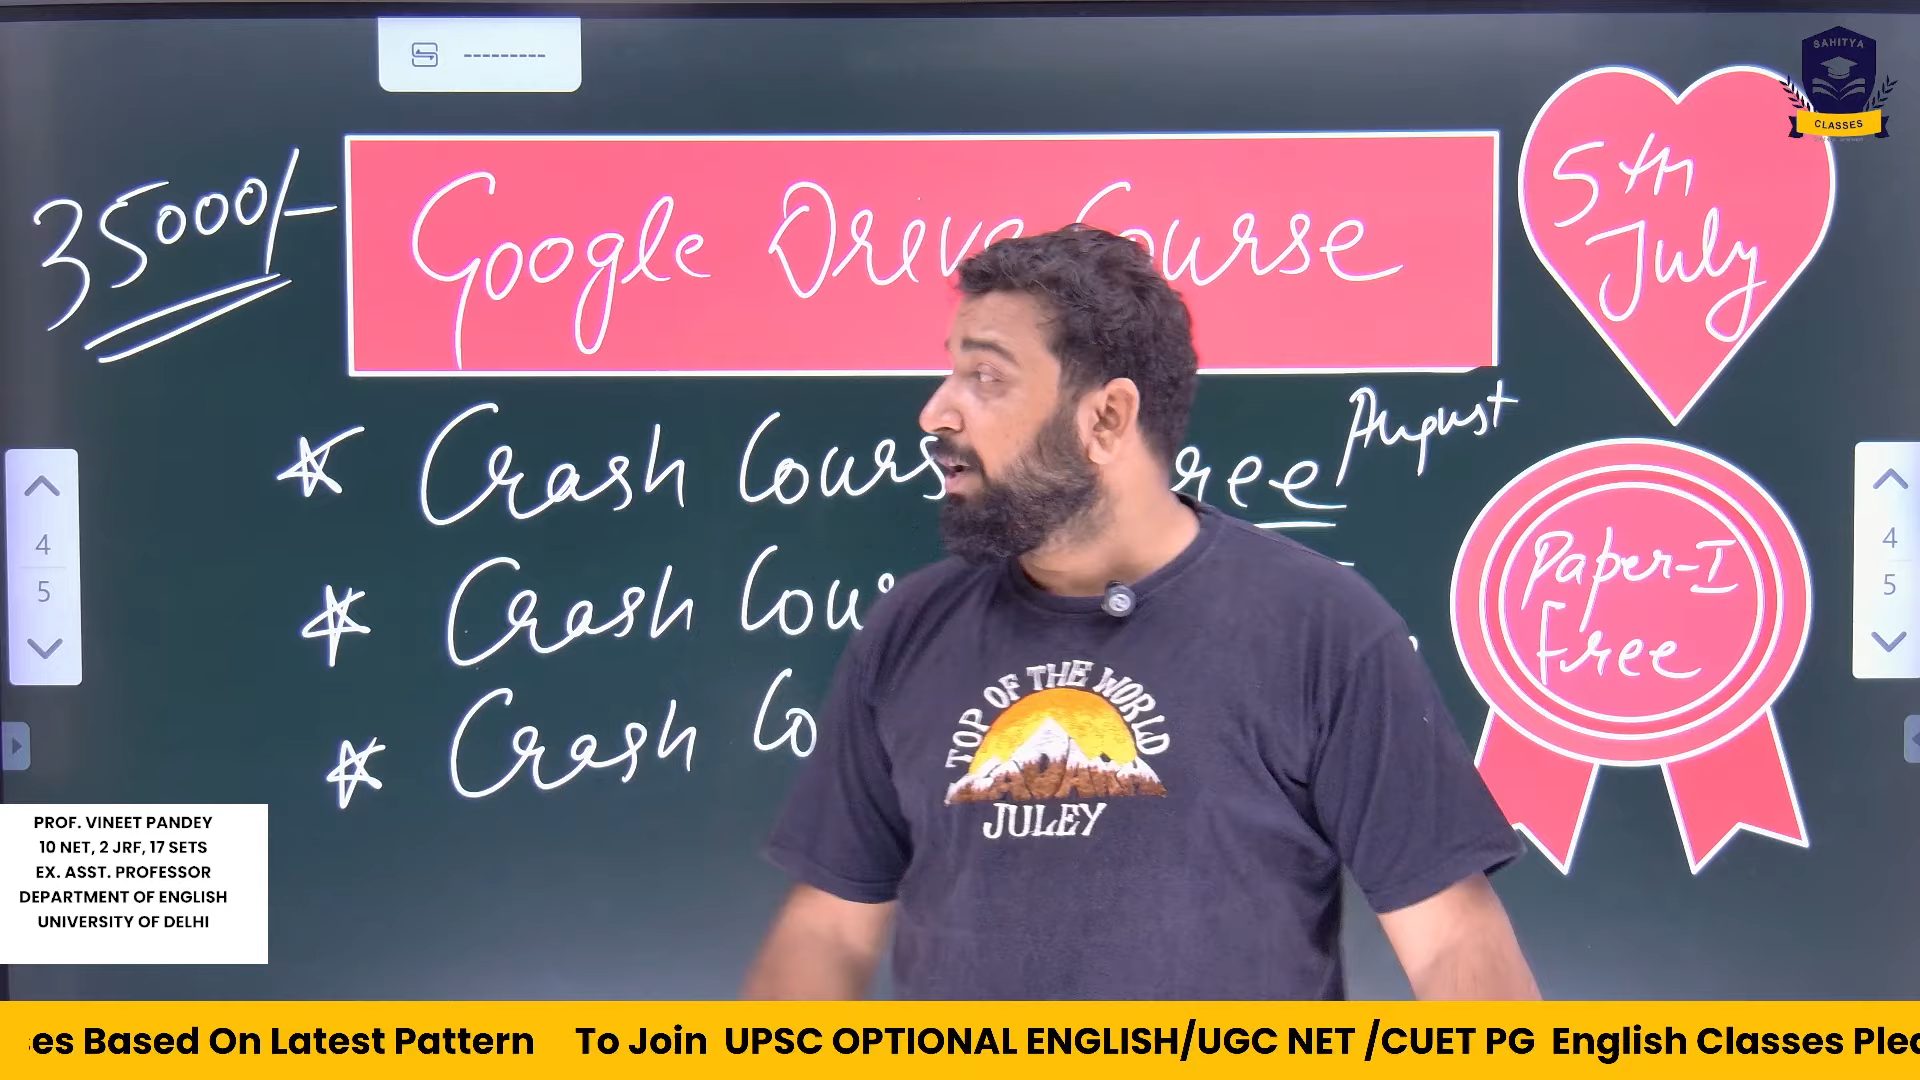 SAHITYA
CLASSES
35000/-
Google Drive Course
5th
July
Crash Cours ree August
Crash Cou
Crash Co
Paper-I
Free
4
5
4
5
TOP OF THE WORLD
JULEY
PROF. VINEET PANDEY
10 NET, 2 JRF, 17 SETS
EX. ASST. PROFESSOR
DEPARTMENT OF ENGLISH
UNIVERSITY OF DELHI
es Based On Latest Pattern To Join UPSC OPTIONAL ENGLISH/UGC NET /CUET PG English Classes Plea